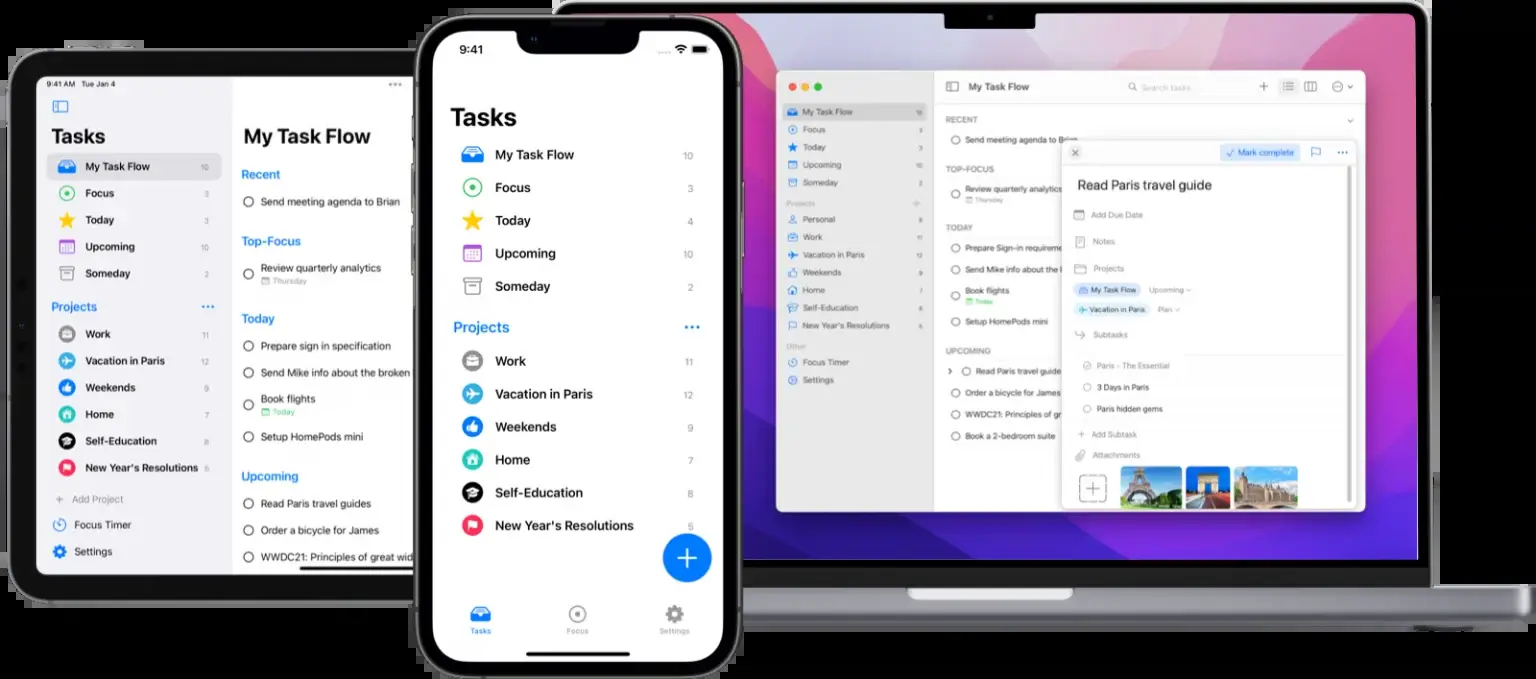 9:41 AM Tue Jan 4
Tasks
My Task Flow 10
Focus 3
Today 3
Upcoming 10
Someday 2
Projects
Work 11
Vacation in Paris 12
Weekends 9
Home 7
Self-Education 8
New Year's Resolutions 5
Add Project
Focus Timer
Settings
My Task Flow
Recent
Send meeting agenda to Brian
Top-Focus
Review quarterly analytics
Thursday
Today
Prepare sign in specification
Send Mike info about the broken
Book flights
Today
Setup HomePods mini
Upcoming
Read Paris travel guides
Order a bicycle for James
WWDC21: Principles of great wid
9:41
Tasks
My Task Flow 10
Focus 3
Today 4
Upcoming 10
Someday 2
Projects
Work 11
Vacation in Paris 12
Weekends 9
Home 7
Self-Education 8
New Year's Resolutions 5
Tasks
Focus
Settings
My Task Flow
Focus
Today
Upcoming
Someday
Projects
Personal
Work
Vacation in Paris
Weekends
Home
Self-Education
New Year's Resolutions
Other
Focus Timer
Settings
My Task Flow
Search tasks
RECENT
Send meeting agenda to Brian
TOP-FOCUS
Review quarterly analytics
Thursday
TODAY
Prepare Sign-in requireme
Send Mike info about the
Book flights
Today
Setup HomePods mini
UPCOMING
Read Paris travel guide
Order a bicycle for James
WWDC21: Principles of gr
Book a 2-bedroom suite
Mark complete
Read Paris travel guide
Add Due Date
Notes
Projects
My Task Flow Upcoming
Vacation in Paris Plan
Subtasks
Paris - The Essential
3 Days in Paris
Paris hidden gems
Add Subtask
Attachments